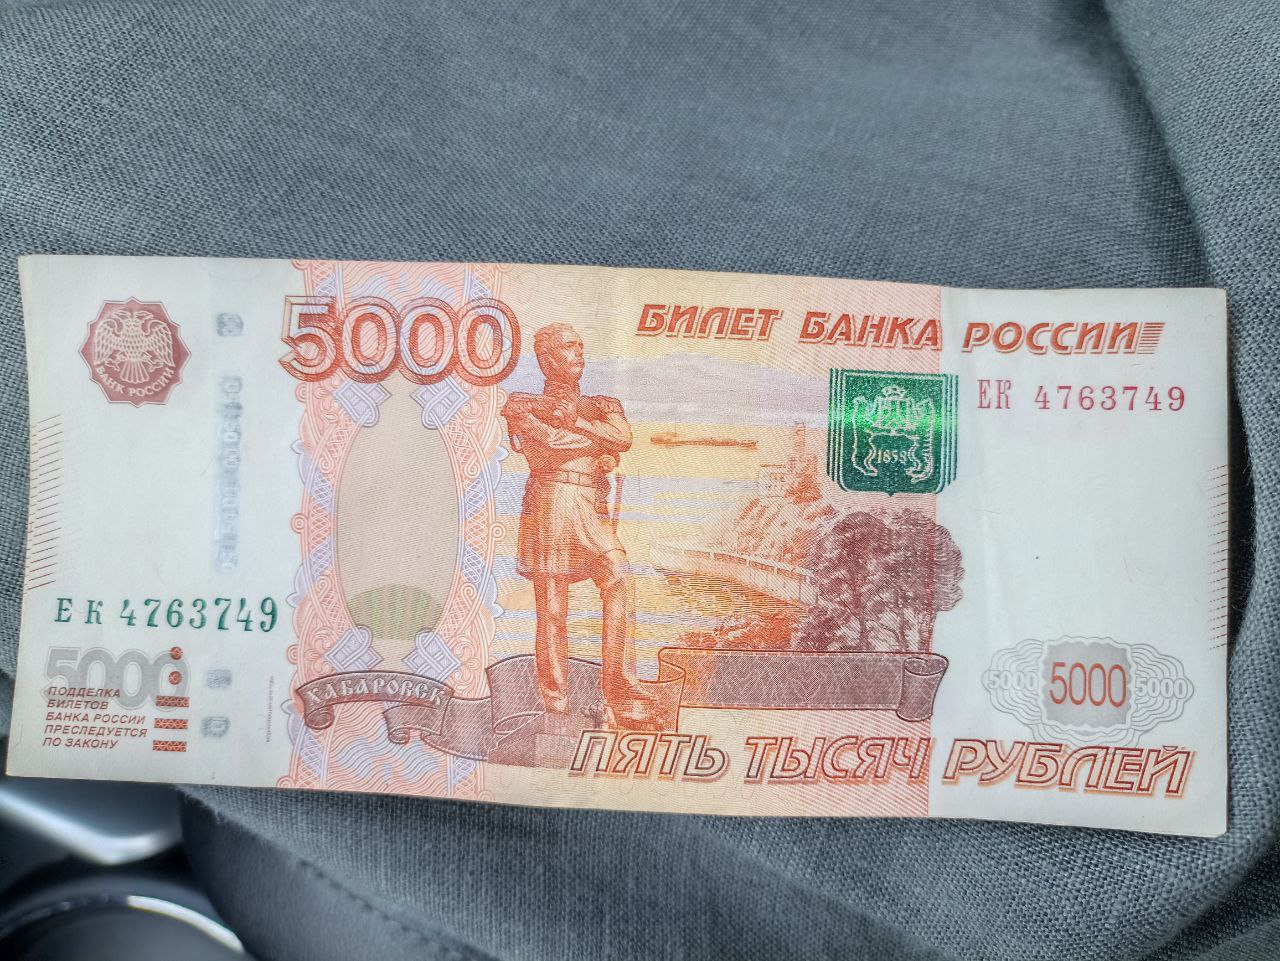 5000
БИЛЕТ БАНКА РОССИИ
БАНК РОССИИ
ЕК 4763749
1858
ЕК 4763749
5000
ПОДДЕЛКА
БИЛЕТОВ
БАНКА РОССИИ
ПРЕСЛЕДУЕТСЯ
ПО ЗАКОНУ
ХАБАРОВСК
5000 5000 5000
ПЯТЬ ТЫСЯЧ РУБЛЕЙ